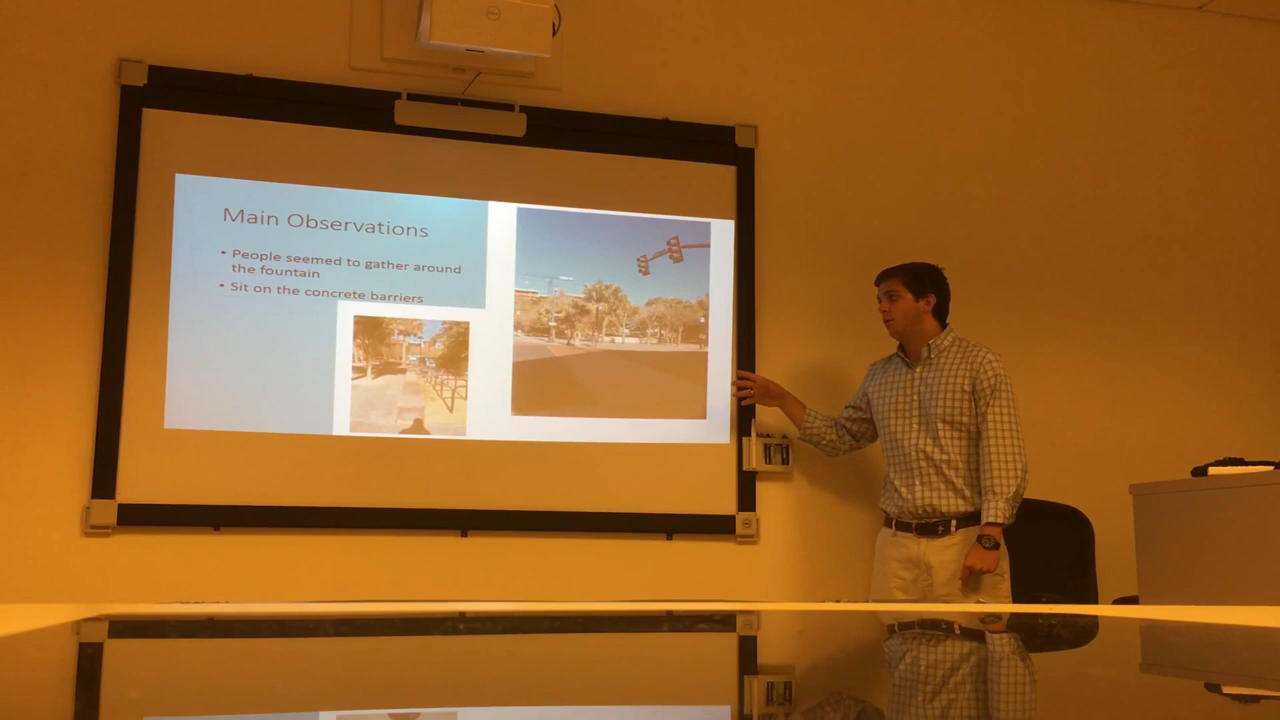 Main Observations
• People seemed to gather around
the fountain
• Sit on the concrete barriers